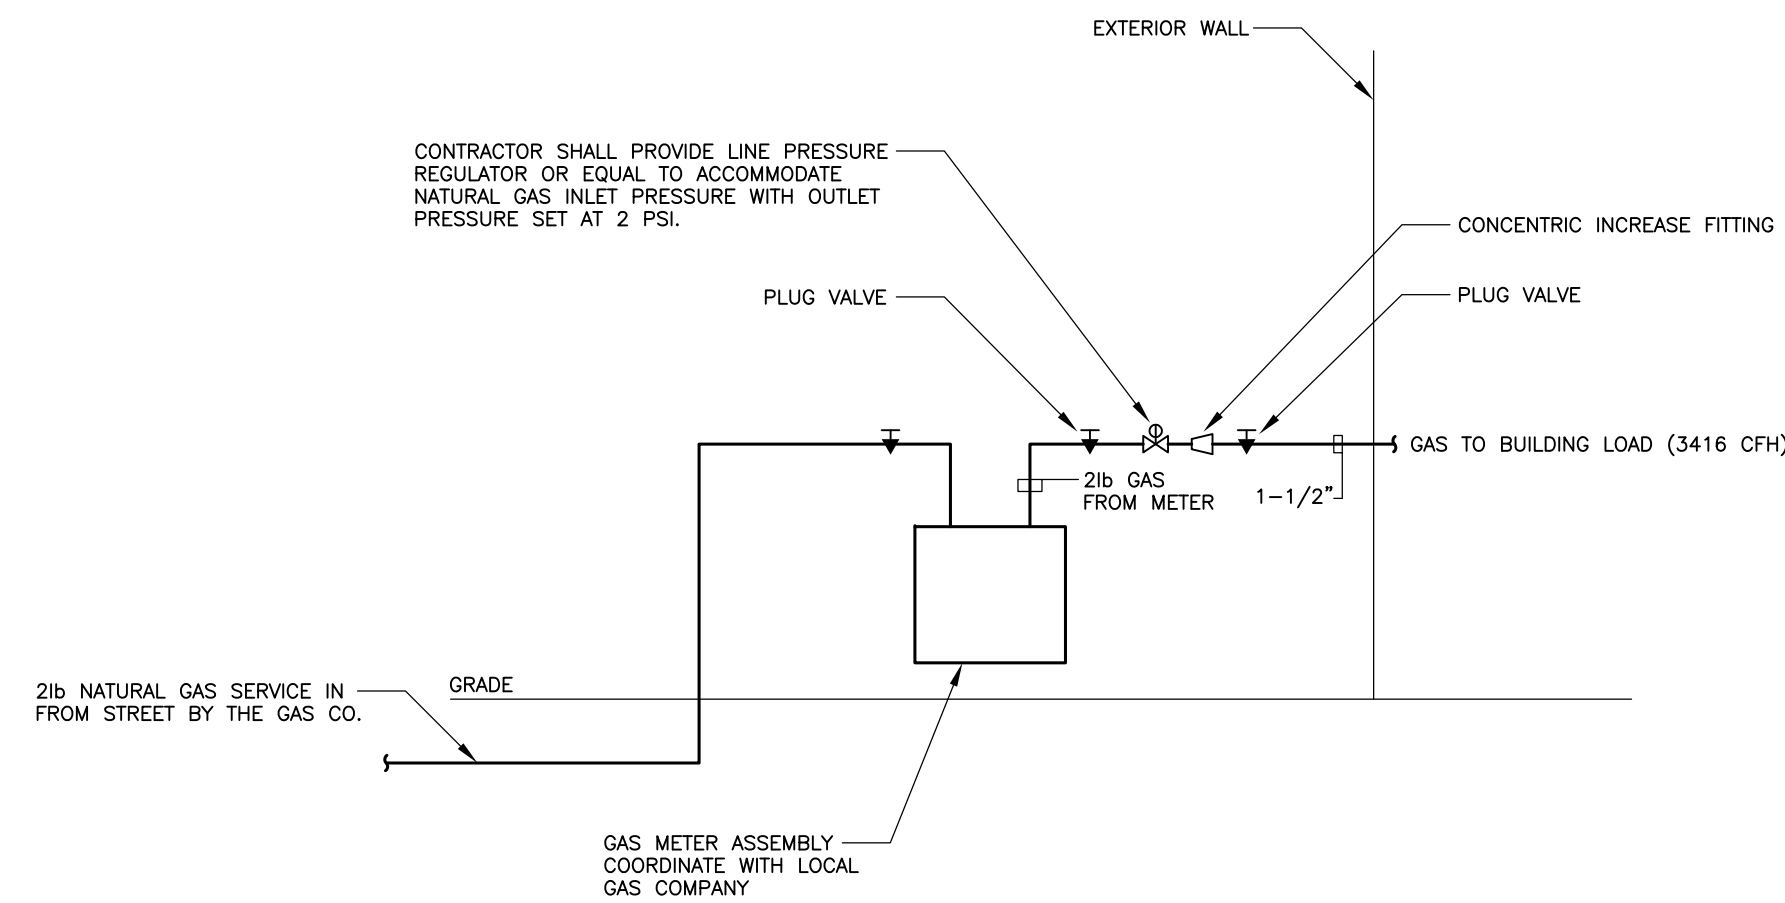 EXTERIOR WALL
CONTRACTOR SHALL PROVIDE LINE PRESSURE
REGULATOR OR EQUAL TO ACCOMMODATE
NATURAL GAS INLET PRESSURE WITH OUTLET
PRESSURE SET AT 2 PSI.
CONCENTRIC INCREASE FITTING
PLUG VALVE
PLUG VALVE
GAS TO BUILDING LOAD (3416 CFH)
2lb GAS
FROM METER
1-1/2"
GRADE
2lb NATURAL GAS SERVICE IN
FROM STREET BY THE GAS CO.
GAS METER ASSEMBLY
COORDINATE WITH LOCAL
GAS COMPANY